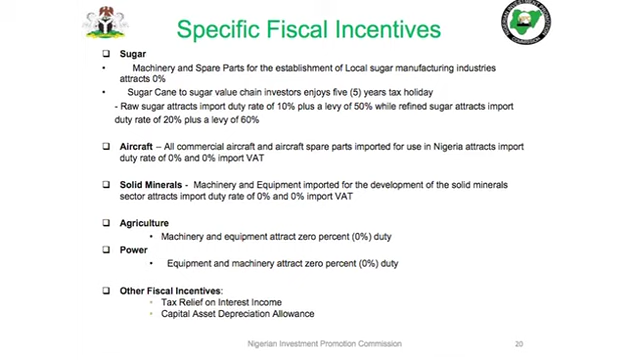 Specific Fiscal Incentives
❑ Sugar
• Machinery and Spare Parts for the establishment of Local sugar manufacturing industries
attracts 0%
• Sugar Cane to sugar value chain investors enjoys five (5) years tax holiday
- Raw sugar attracts import duty rate of 10% plus a levy of 50% while refined sugar attracts import
duty rate of 20% plus a levy of 60%
❑ Aircraft – All commercial aircraft and aircraft spare parts imported for use in Nigeria attracts import
duty rate of 0% and 0% import VAT
❑ Solid Minerals - Machinery and Equipment imported for the development of the solid minerals
sector attracts import duty rate of 0% and 0% import VAT
❑ Agriculture
• Machinery and equipment attract zero percent (0%) duty
❑ Power
• Equipment and machinery attract zero percent (0%) duty
❑ Other Fiscal Incentives:
• Tax Relief on Interest Income
• Capital Asset Depreciation Allowance
Nigerian Investment Promotion Commission 20